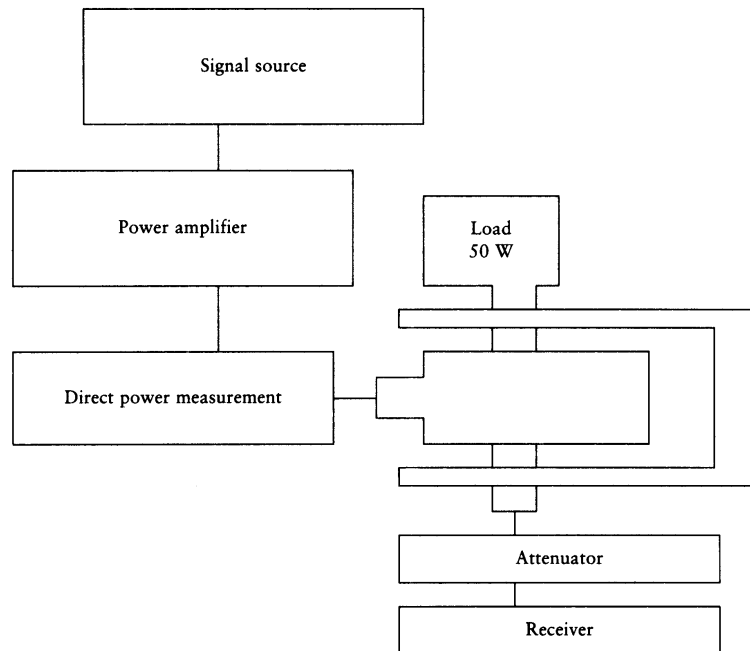 Signal source
Power amplifier
Load
50 W
Direct power measurement
Attenuator
Receiver